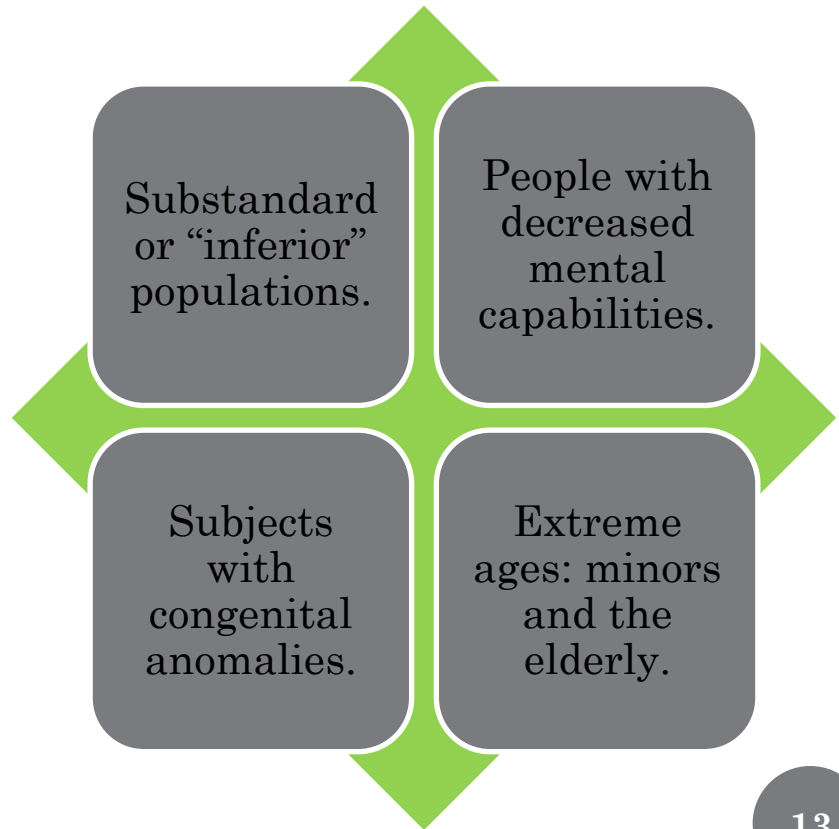 Substandard
or “inferior”
populations.
People with
decreased
mental
capabilities.
Subjects
with
congenital
anomalies.
Extreme
ages: minors
and the
elderly.
13